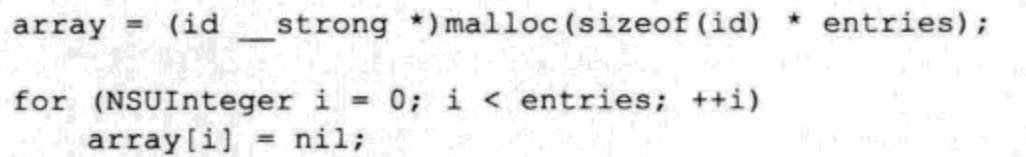 array = (id __strong *)malloc(sizeof(id) * entries);
for (NSUInteger i = 0; i < entries; ++i)
    array[i] = nil;